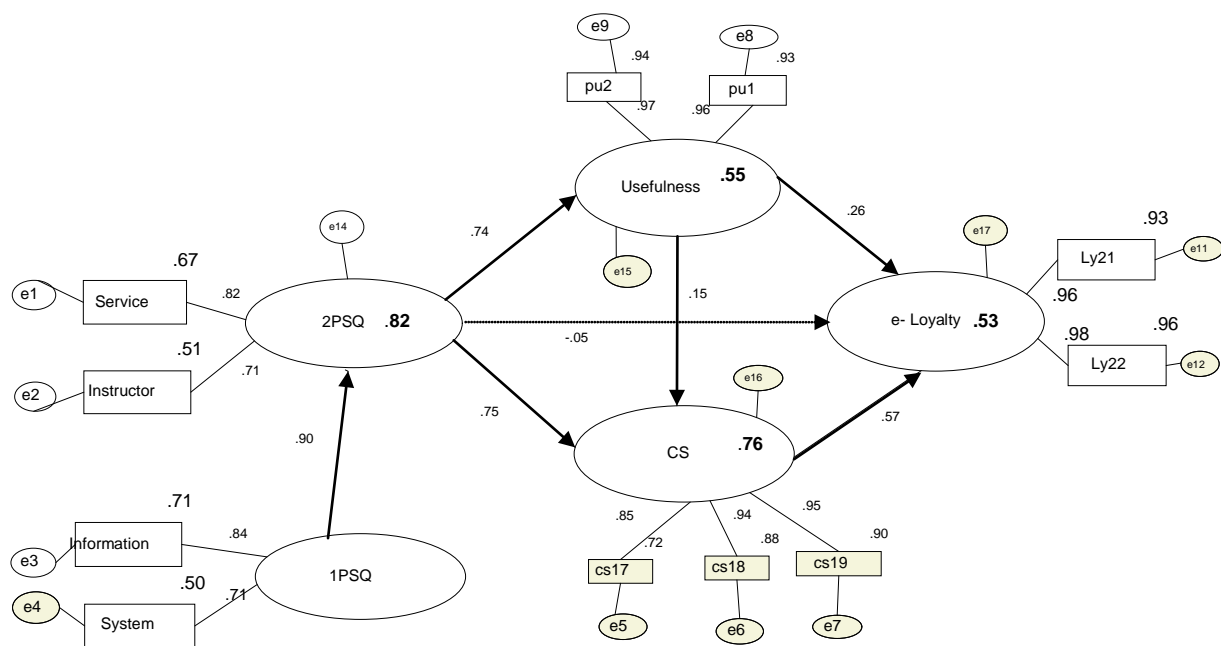 e9
e8
.94
.93
pu2
pu1
.97
.96
Usefulness .55
e14
.74
.26
e17
.93
Ly21
e11
.67
e15
e1
Service
.82
.15
.96
2PSQ .82
e- Loyalty .53
-.05
.98
.96
.51
Ly22
e12
e2
Instructor
.71
e16
.75
.57
.90
CS .76
.71
.85
.94
.95
Information
.84
.72
.88
.90
e3
1PSQ
cs17
cs18
cs19
.50
e4
.71
System
e5
e6
e7